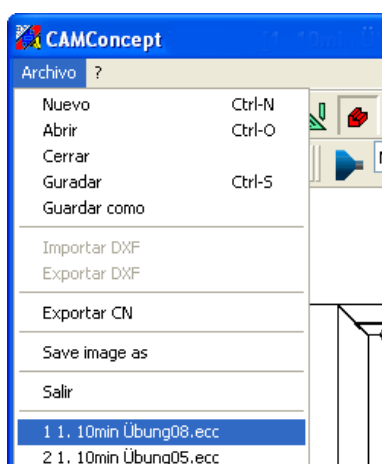 CAMConcept
Archivo ?
Nuevo Ctrl-N
Abrir Ctrl-O
Cerrar
Guradar Ctrl-S
Guardar como
Importar DXF
Exportar DXF
Exportar CN
Save image as
Salir
1 1. 10min Übung08.ecc
2 1. 10min Übung05.ecc